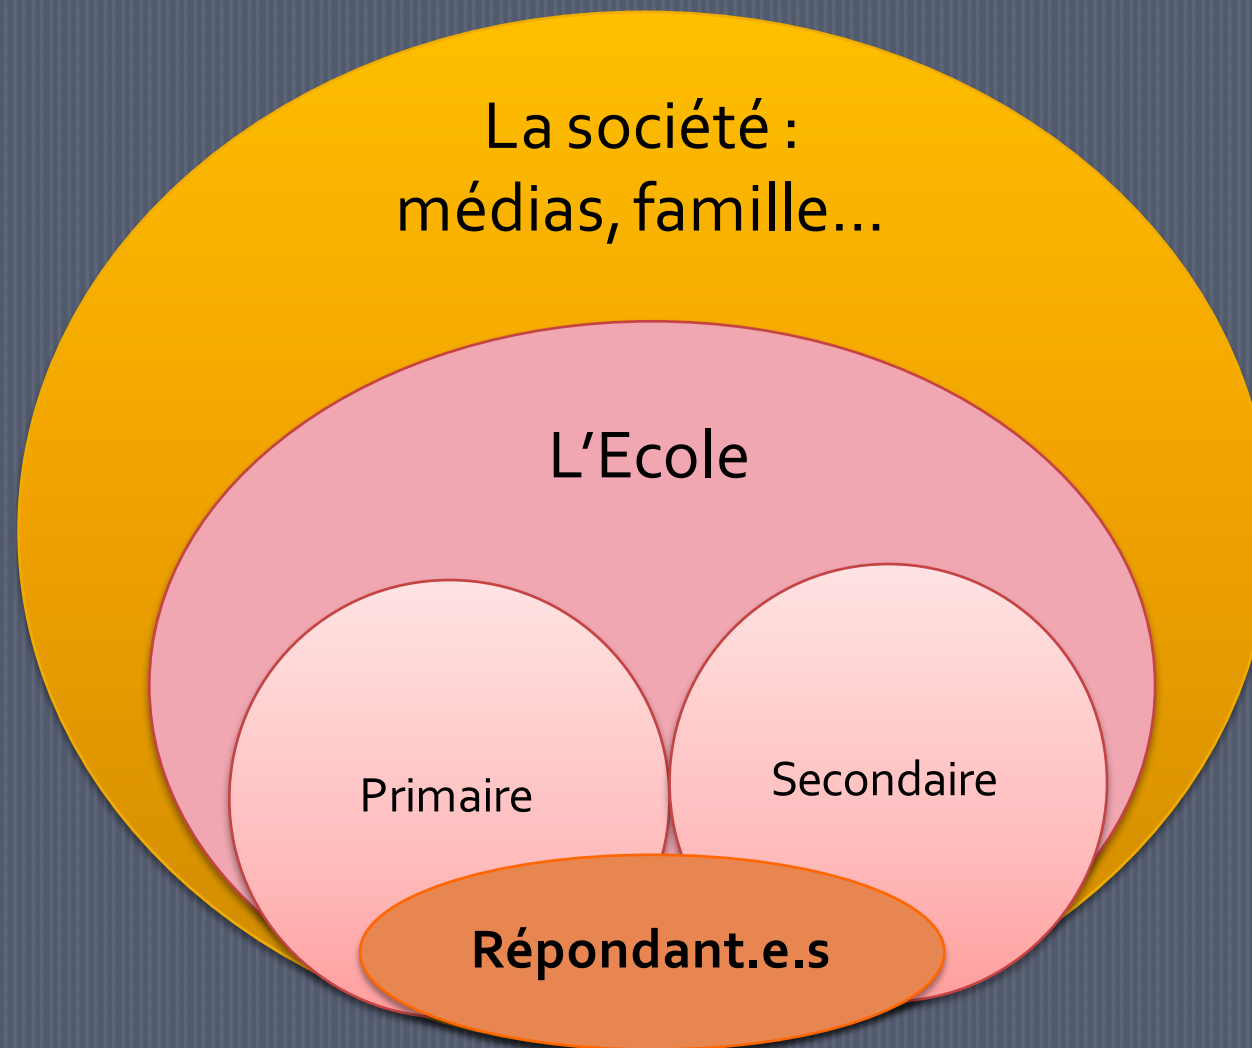 La société :
médias, famille...
L’Ecole
Primaire
Secondaire
Répondant.e.s